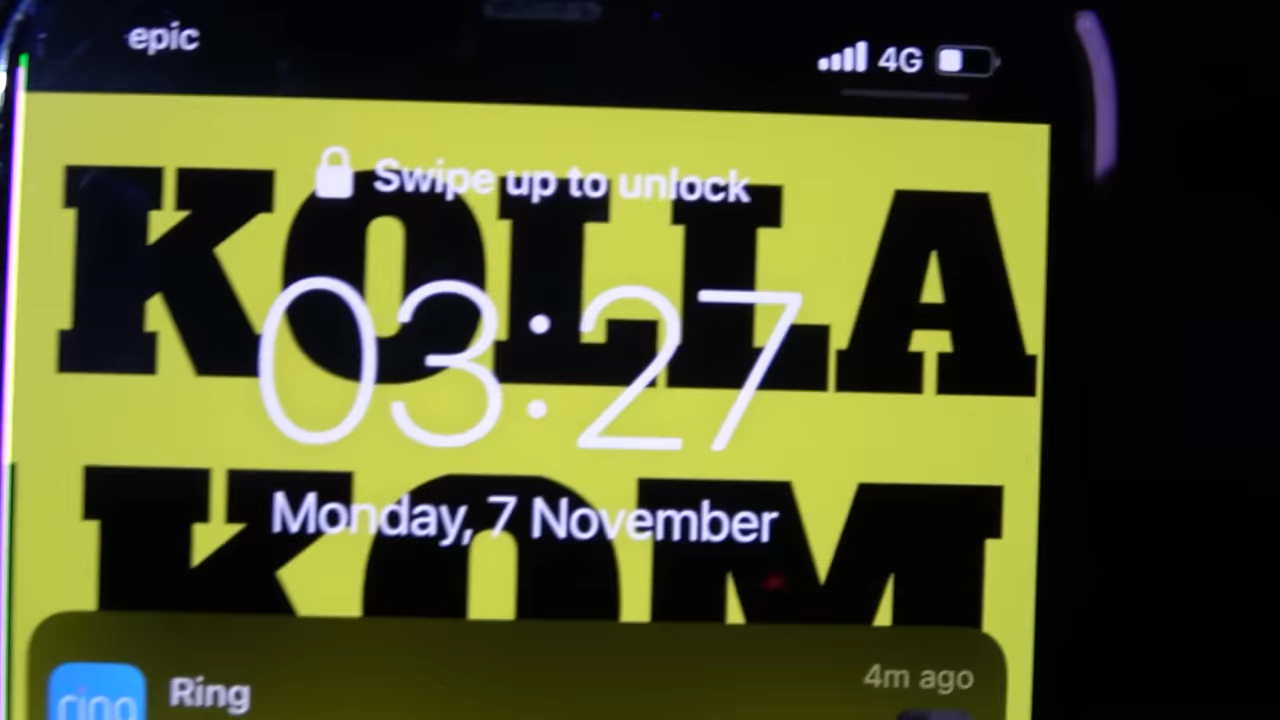 epic
4G
Swipe up to unlock
KOLLA
03:27
Monday, 7 November
KOM
ring
Ring
4m ago